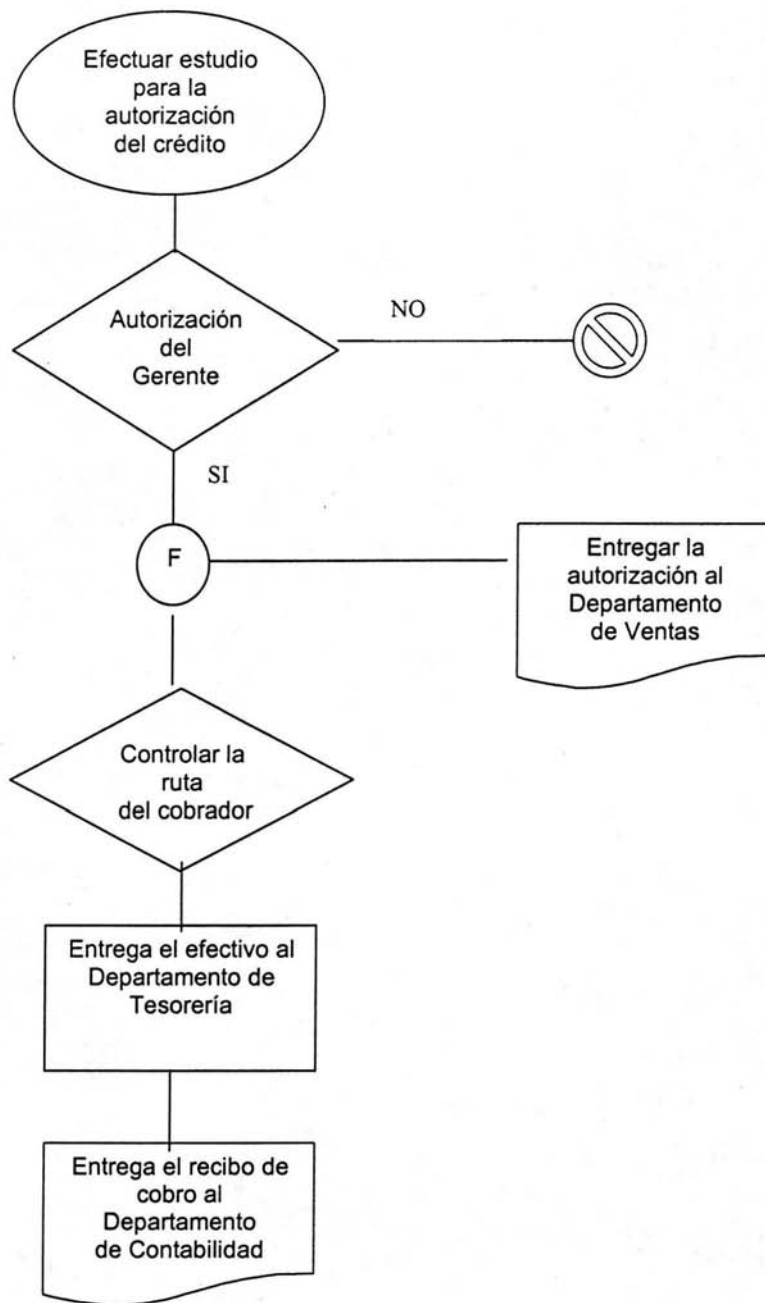 Efectuar estudio
para la
autorización
del crédito
Autorización
del
Gerente
NO
SI
F
Entregar la
autorización al
Departamento
de Ventas
Controlar la
ruta
del cobrador
Entrega el efectivo al
Departamento de
Tesorería
Entrega el recibo de
cobro al
Departamento
de Contabilidad